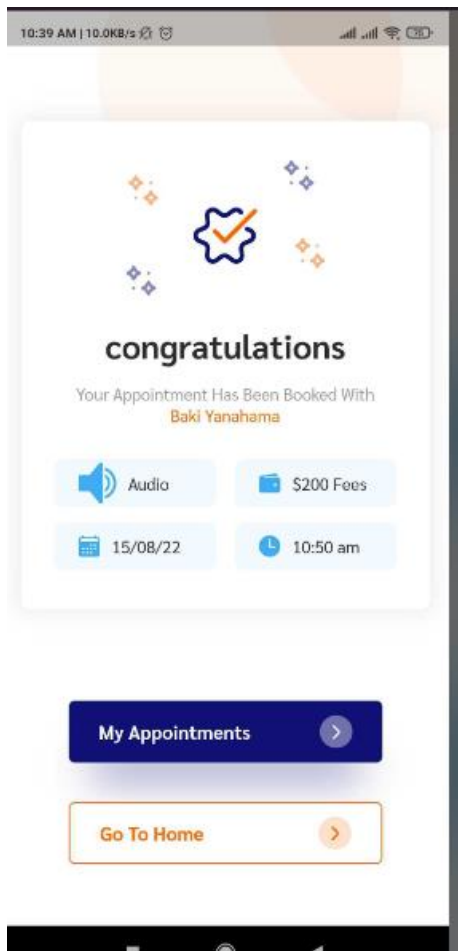 10:39 AM | 10.0KB/s
congratulations
Your Appointment Has Been Booked With
Baki Yanahama
Audio
$200 Fees
15/08/22
10:50 am
My Appointments
Go To Home